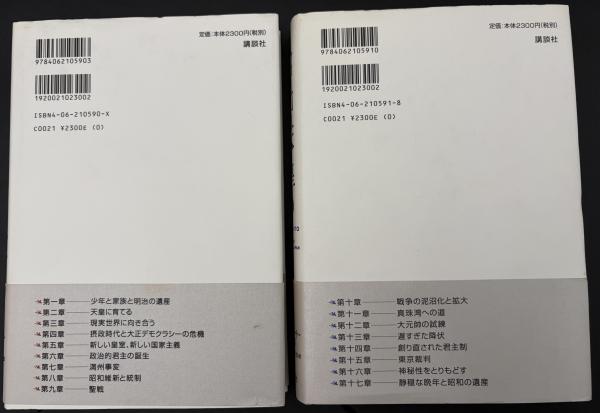 9784062105903
1920021023002
定価:本体2300円(税別)
講談社
ISBN4-06-210590-X
C0021 ¥2300E (0)
第一章 少年と家族と明治の遺産
第二章 天皇に育てる
第三章 現実世界に向き合う
第四章 摂政時代と大正デモクラシーの危機
第五章 新しい皇室、新しい国家主義
第六章 政治的君主の誕生
第七章 満州事変
第八章 昭和維新と統制
第九章 聖戦
9784062105910
1920021023002
定価:本体2300円(税別)
講談社
ISBN4-06-210591-8
C0021 ¥2300E (0)
第十章 戦争の泥沼化と拡大
第十一章 真珠湾への道
第十二章 大元帥の試練
第十三章 遅すぎた降伏
第十四章 創り直された君主制
第十五章 東京裁判
第十六章 神秘性をとりもどす
第十七章 静穏な晩年と昭和の遺産